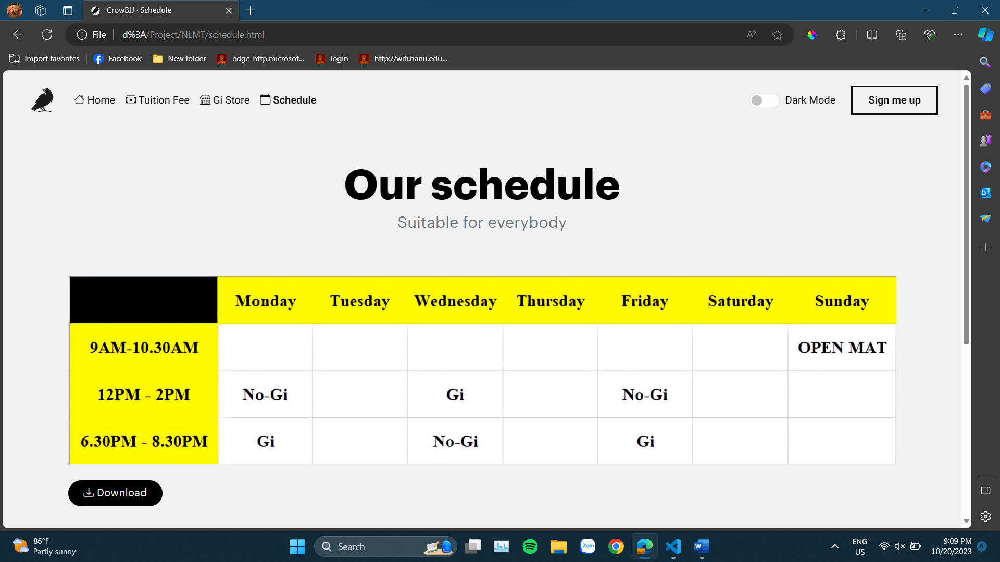 CrowBJJ · Schedule
File
d%3A/Project/NLMT/schedule.html
Import favorites
Facebook
New folder
edge-http.microsof...
login
http://wifi.hanu.edu...
Home
Tuition Fee
Gi Store
Schedule
Dark Mode
Sign me up
Our schedule
Suitable for everybody
Monday Tuesday Wednesday Thursday Friday Saturday Sunday
9AM-10.30AM OPEN MAT
12PM - 2PM No-Gi Gi No-Gi
6.30PM - 8.30PM Gi No-Gi Gi
Download
86°F
Partly sunny
Search
Zalo
ENG
US
9:09 PM
10/20/2023
6